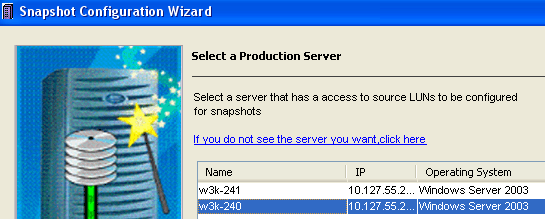 Snapshot Configuration Wizard
Select a Production Server
Select a server that has a access to source LUNs to be configured
for snapshots
If you do not see the server you want,click here
Name IP Operating System
w3k-241 10.127.55.2... Windows Server 2003
w3k-240 10.127.55.2... Windows Server 2003